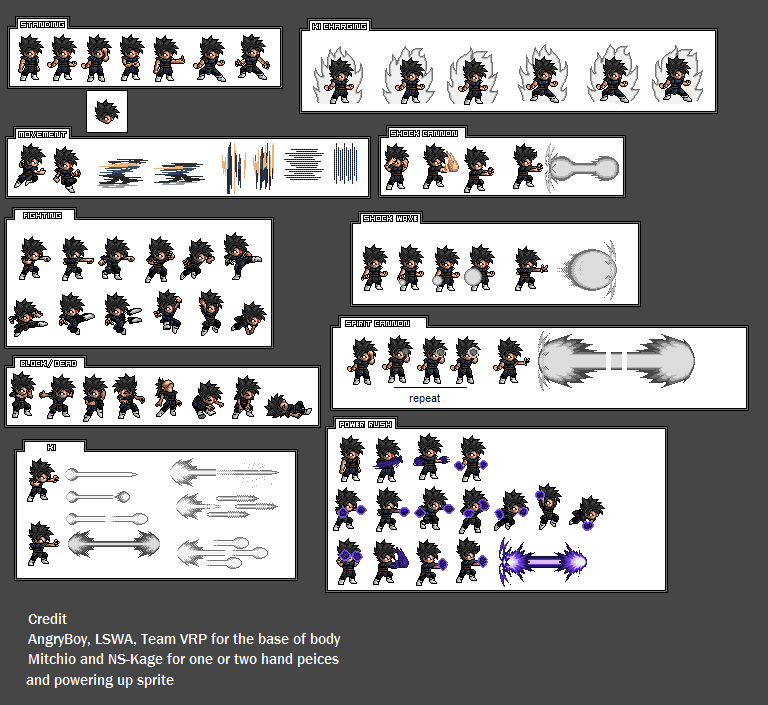 STANDING
KI CHARGING
MOVEMENT
SHOCK CANNON
FIGHTING
SHOCK WAVE
SPIRIT CANNON
repeat
BLOCK/DEAD
POWER RUSH
KI
Credit
AngryBoy, LSWA, Team VRP for the base of body
Mitchio and NS-Kage for one or two hand peices
and powering up sprite